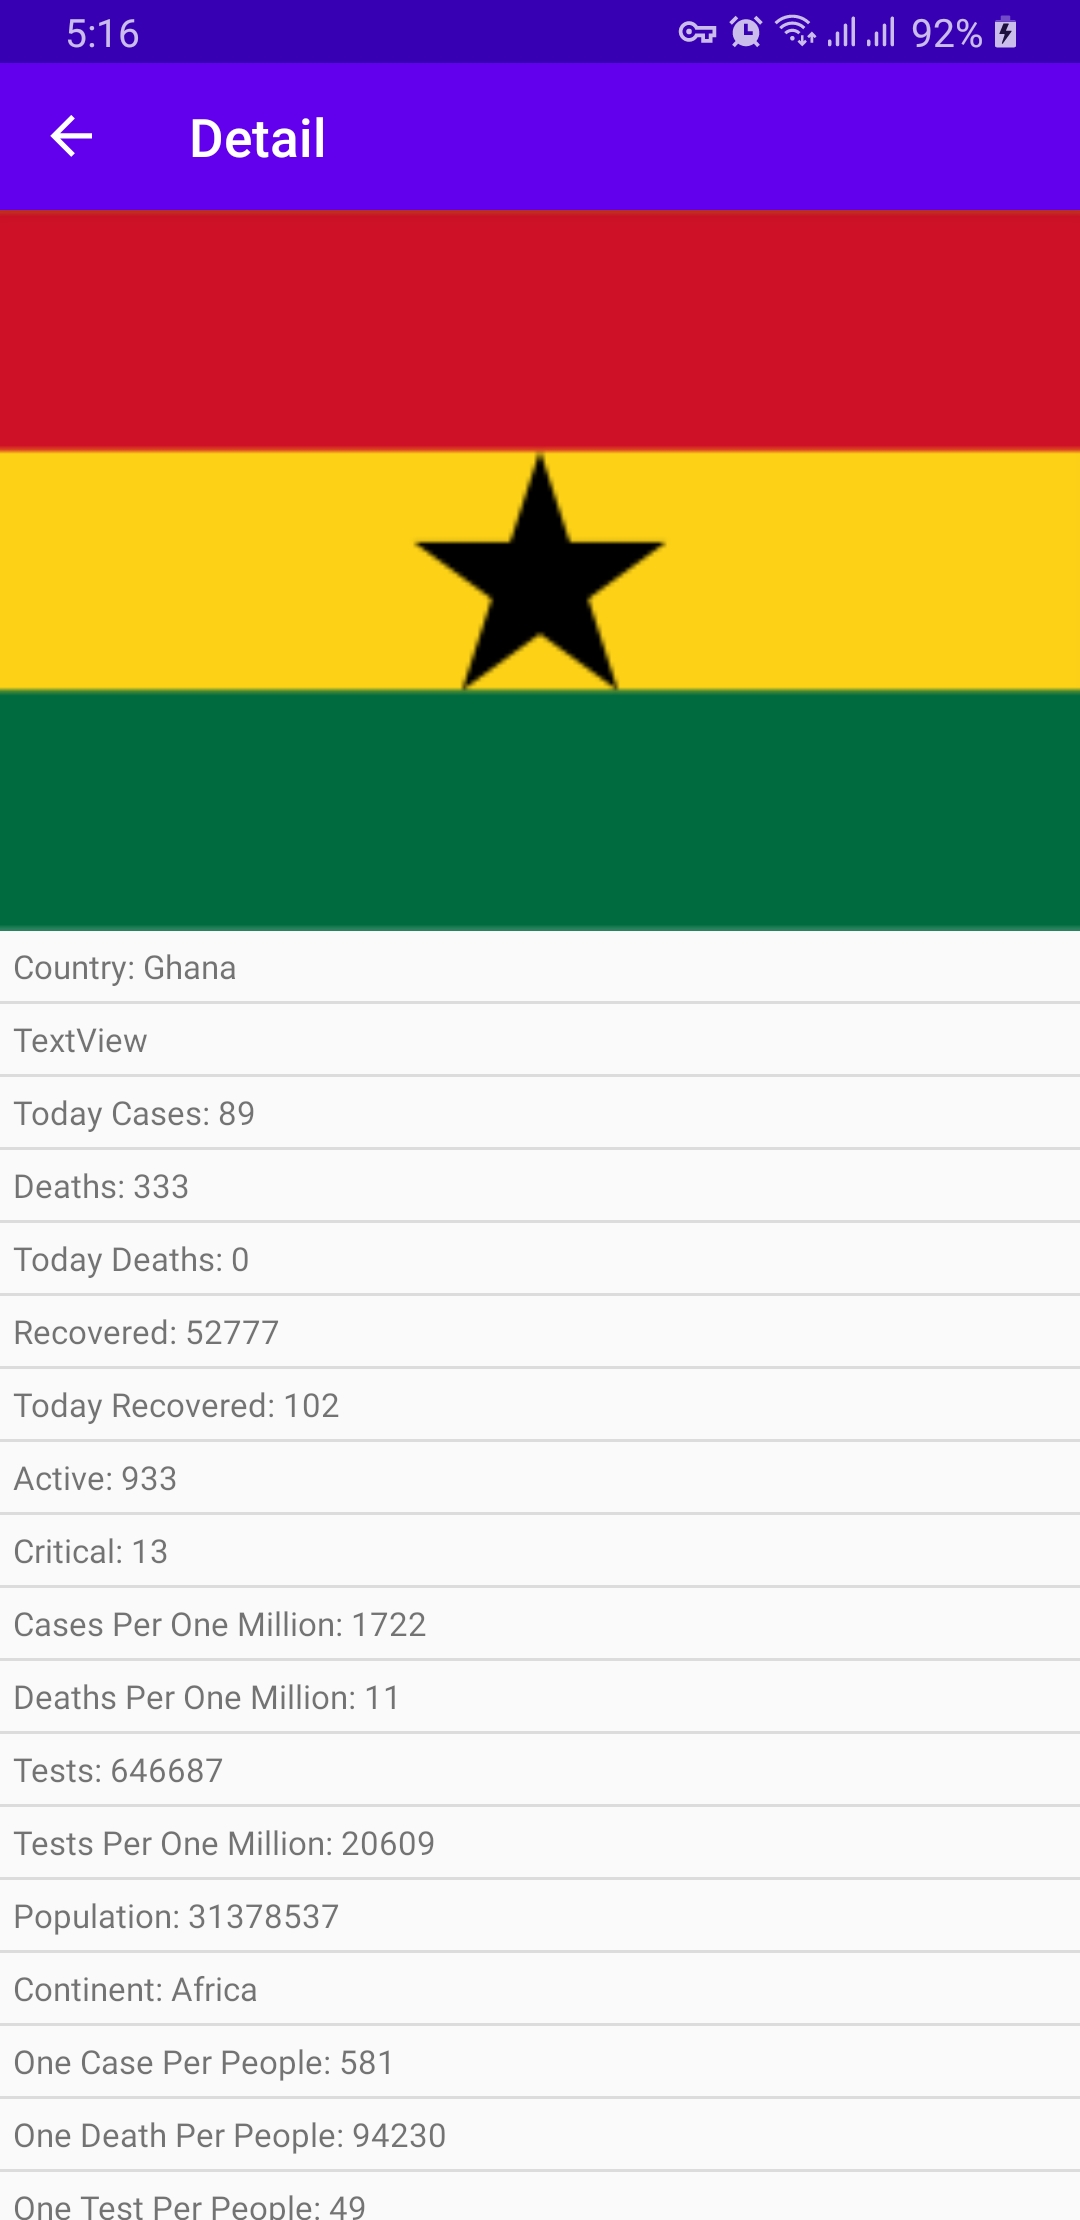 5:16 92%
Detail
Country: Ghana
TextView
Today Cases: 89
Deaths: 333
Today Deaths: 0
Recovered: 52777
Today Recovered: 102
Active: 933
Critical: 13
Cases Per One Million: 1722
Deaths Per One Million: 11
Tests: 646687
Tests Per One Million: 20609
Population: 31378537
Continent: Africa
One Case Per People: 581
One Death Per People: 94230
One Test Per People: 49